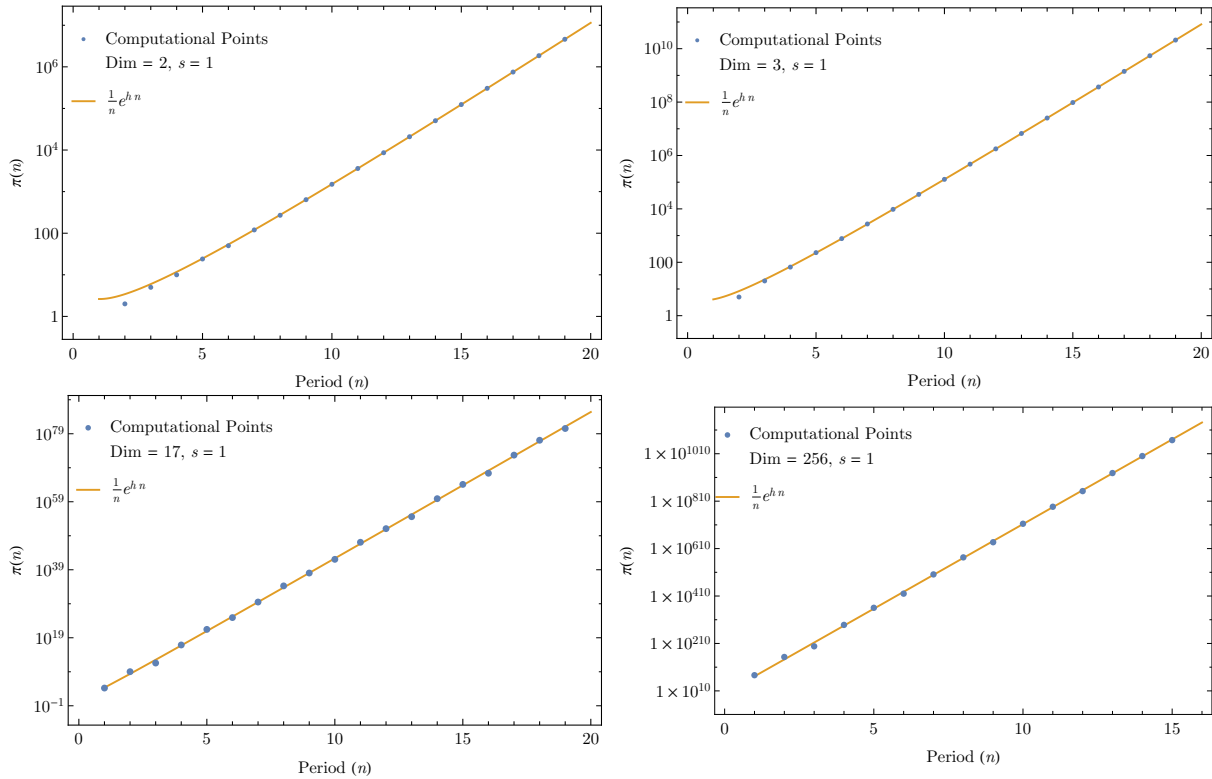 Computational Points
Dim = 2, s = 1
1/n e^{h n}
10^6
10^4
100
1
π(n)
0 5 10 15 20
Period (n)
Computational Points
Dim = 3, s = 1
1/n e^{h n}
10^10
10^8
10^6
10^4
100
1
π(n)
0 5 10 15 20
Period (n)
Computational Points
Dim = 17, s = 1
1/n e^{h n}
10^79
10^59
10^39
10^19
10^-1
π(n)
0 5 10 15 20
Period (n)
Computational Points
Dim = 256, s = 1
1/n e^{h n}
1 × 10^1010
1 × 10^810
1 × 10^610
1 × 10^410
1 × 10^210
1 × 10^10
π(n)
0 5 10 15
Period (n)